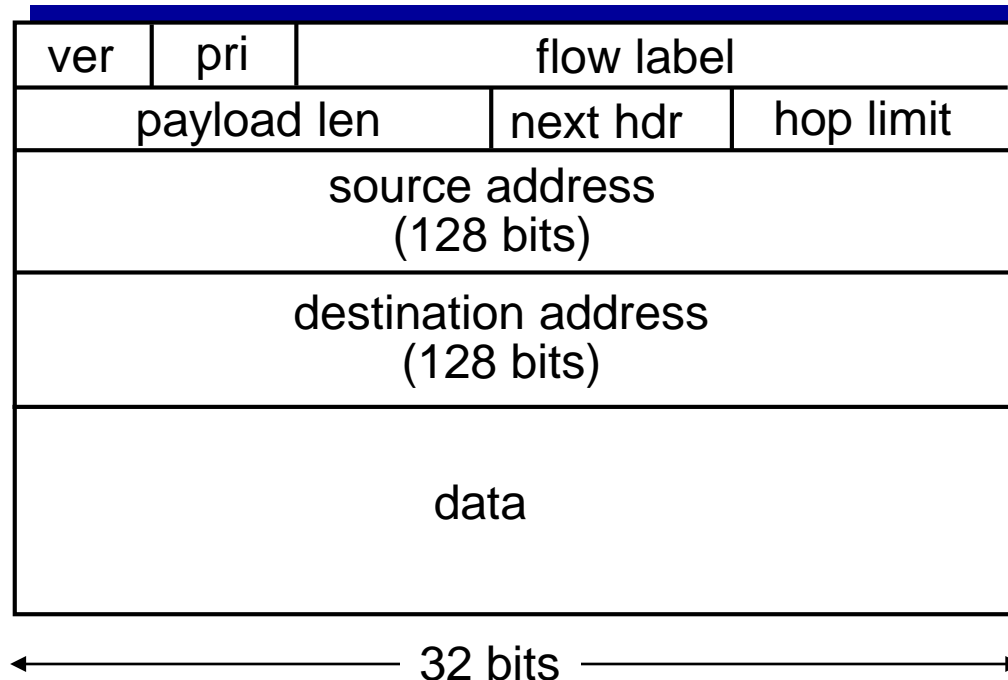 ver pri flow label
payload len next hdr hop limit
source address
(128 bits)
destination address
(128 bits)
data
32 bits